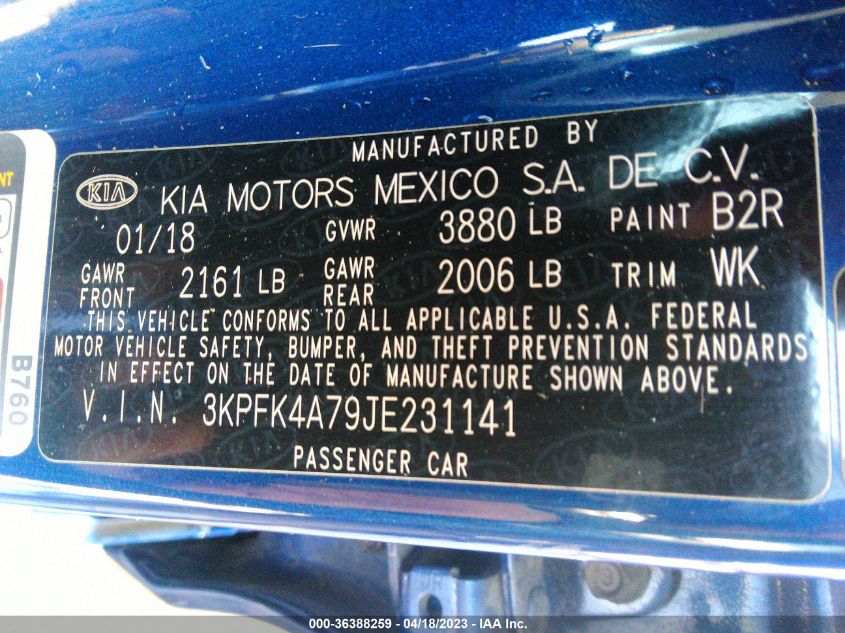 MANUFACTURED BY
KIA KIA MOTORS MEXICO S.A. DE C.V.
01/18 GVWR 3880 LB PAINT B2R
GAWR FRONT 2161 LB GAWR REAR 2006 LB TRIM WK
THIS VEHICLE CONFORMS TO ALL APPLICABLE U.S.A. FEDERAL
MOTOR VEHICLE SAFETY, BUMPER, AND THEFT PREVENTION STANDARDS
IN EFFECT ON THE DATE OF MANUFACTURE SHOWN ABOVE.
V.I.N. 3KPFK4A79JE231141
PASSENGER CAR
B760
000-36388259 - 04/18/2023 - IAA Inc.